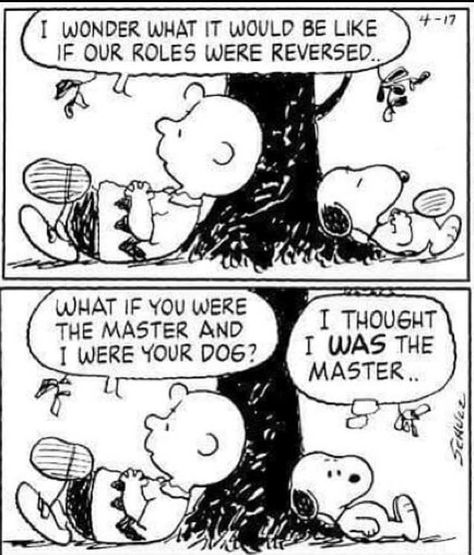 I WONDER WHAT IT WOULD BE LIKE
IF OUR ROLES WERE REVERSED..
4-17
WHAT IF YOU WERE
THE MASTER AND
I WERE YOUR DOG?
I THOUGHT
I WAS THE
MASTER..
SCHULZ